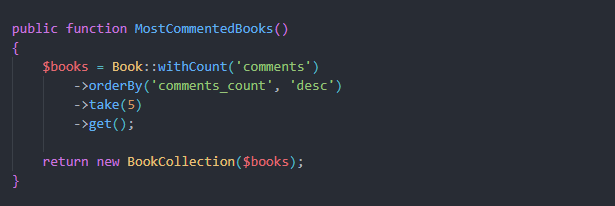 public function MostCommentedBooks()
{
    $books = Book::withCount('comments')
        ->orderBy('comments_count', 'desc')
        ->take(5)
        ->get();

    return new BookCollection($books);
}